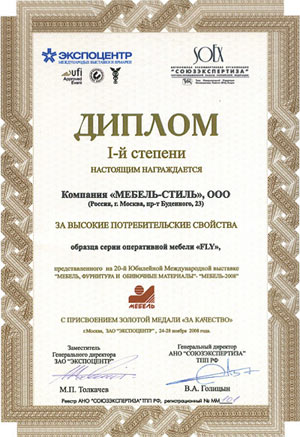 ЭКСПОЦЕНТР
МЕЖДУНАРОДНЫЕ ВЫСТАВКИ И ЯРМАРКИ
ufi
Approved
Event
SOEX
АВТОНОМНАЯ НЕКОММЕРЧЕСКАЯ ОРГАНИЗАЦИЯ
"СОЮЗЭКСПЕРТИЗА"
ДИПЛОМ
I-й степени
НАСТОЯЩИМ НАГРАЖДАЕТСЯ
Компания «МЕБЕЛЬ-СТИЛЬ», ООО
(Россия, г. Москва, пр-т Буденного, 23)
ЗА ВЫСОКИЕ ПОТРЕБИТЕЛЬСКИЕ СВОЙСТВА
образца серии оперативной мебели «FLY»,
представленного на 20-й Юбилейной Международной выставке
"МЕБЕЛЬ, ФУРНИТУРА И ОБИВОЧНЫЕ МАТЕРИАЛЫ"- "МЕБЕЛЬ-2008"
МЕБЕЛЬ
С ПРИСВОЕНИЕМ ЗОЛОТОЙ МЕДАЛИ «ЗА КАЧЕСТВО»
г.Москва, ЗАО "ЭКСПОЦЕНТР", 24-28 ноября 2008 года
Заместитель
Генерального директора
ЗАО "ЭКСПОЦЕНТР"
Генеральный директор
АНО "СОЮЗЭКСПЕРТИЗА"
ТПП РФ
М.П. Толкачев
В.А. Голицын
Реестр АНО "СОЮЗЭКСПЕРТИЗА" ТПП РФ, регистрационный № ММ